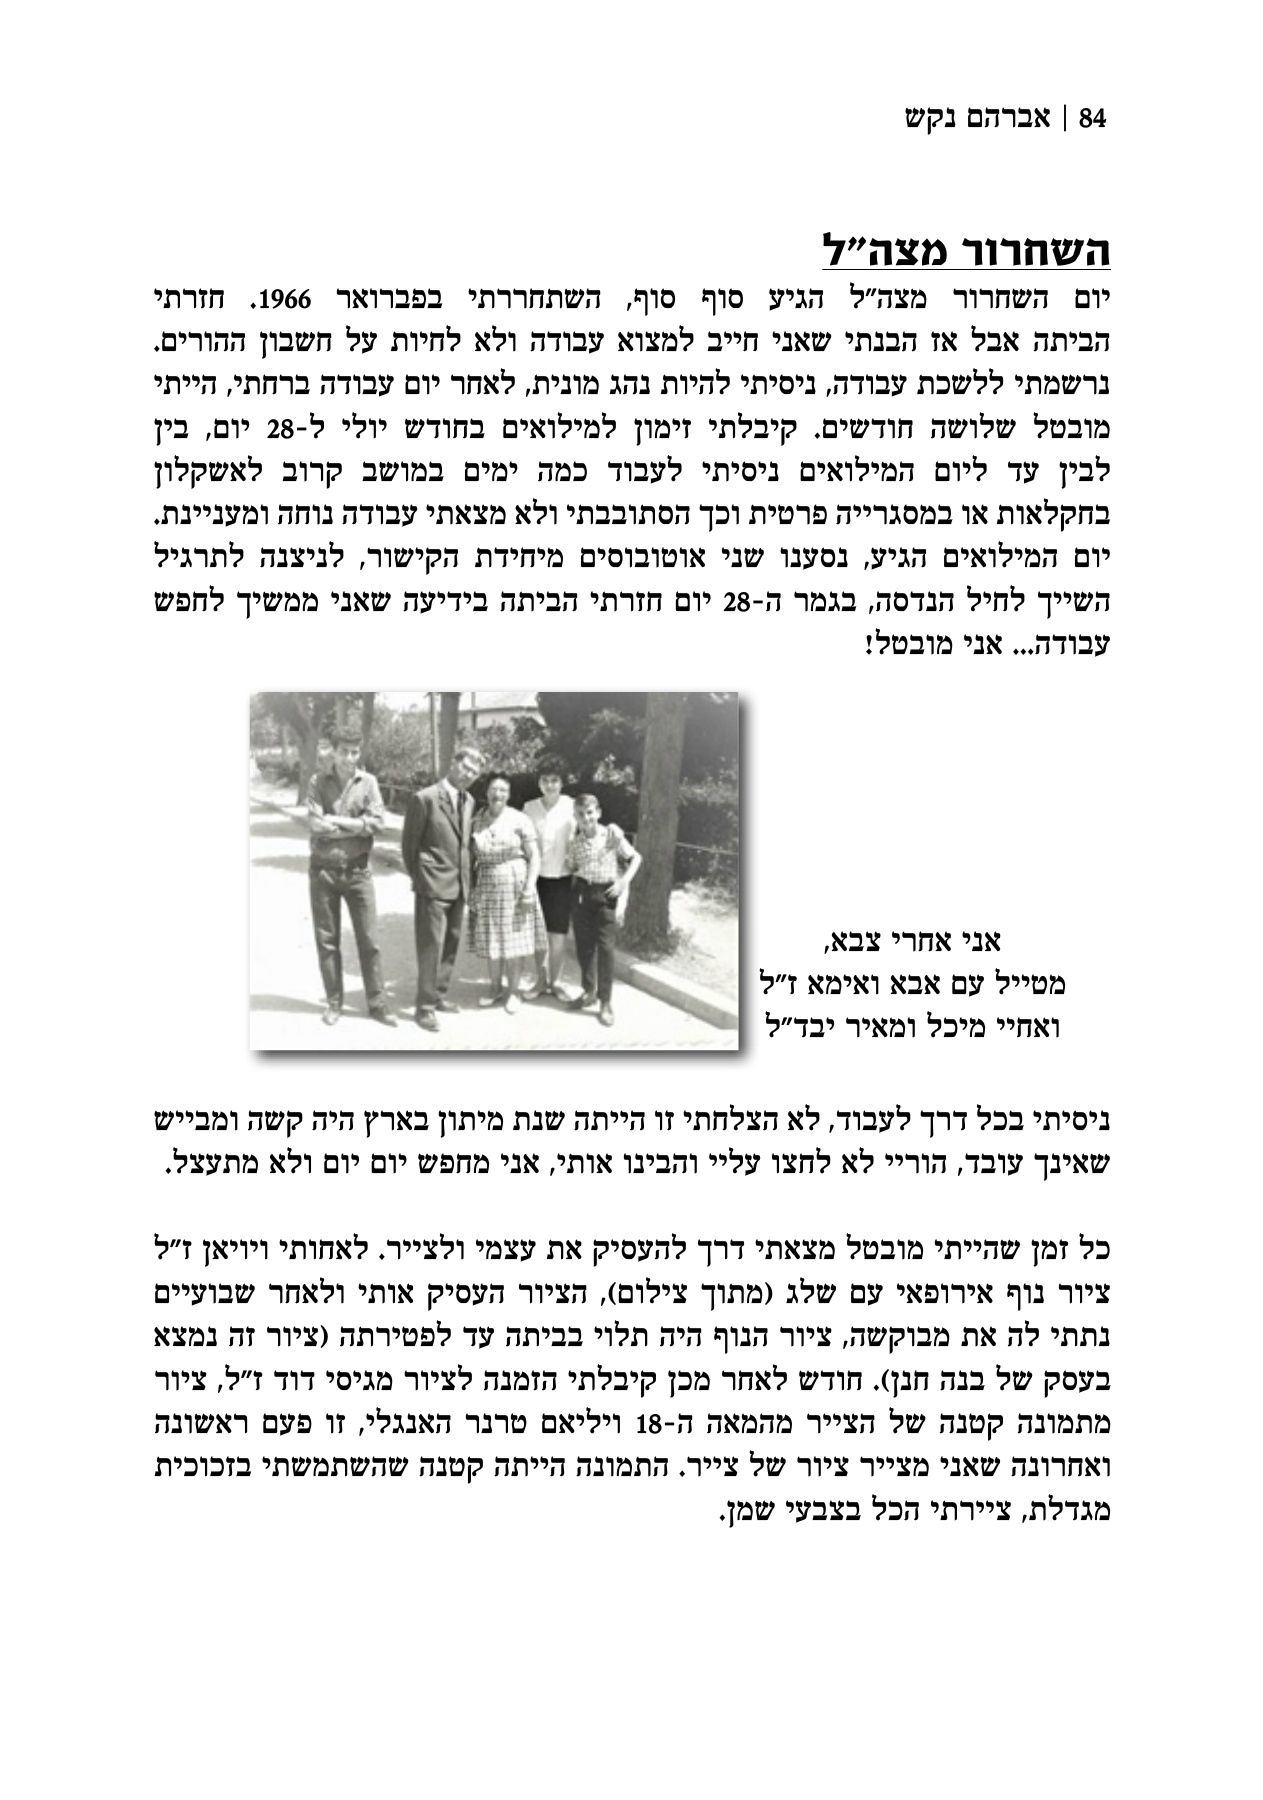 84 | אברהם נקש
השחרור מצה"ל
יום השחרור מצה"ל הגיע סוף סוף, השתחררתי בפברואר 1966. חזרתי
הביתה אבל אז הבנתי שאני חייב למצוא עבודה ולא לחיות על חשבון ההורים.
נרשמתי ללשכת עבודה, ניסיתי להיות נהג מונית, לאחר יום עבודה ברחתי, הייתי
מובטל שלושה חודשים. קיבלתי זימון למילואים בחודש יולי ל-28 יום, בין
לבין עד ליום המילואים ניסיתי לעבוד כמה ימים במושב קרוב לאשקלון
בחקלאות או במסגרייה פרטית וכך הסתובבתי ולא מצאתי עבודה נוחה ומעניינת.
יום המילואים הגיע, נסענו שני אוטובוסים מיחידת הקישור, לניצנה לתרגיל
השייך לחיל הנדסה, בגמר ה-28 יום חזרתי הביתה בידיעה שאני ממשיך לחפש
עבודה... אני מובטל!
אני אחרי צבא,
מטייל עם אבא ואימא ז"ל
ואחיי מיכל ומאיר יבד"ל
ניסיתי בכל דרך לעבוד, לא הצלחתי זו הייתה שנת מיתון בארץ היה קשה ומבייש
שאינך עובד, הוריי לא לחצו עליי והבינו אותי, אני מחפש יום יום ולא מתעצל.
כל זמן שהייתי מובטל מצאתי דרך להעסיק את עצמי ולצייר. לאחותי ויויאן ז"ל
ציור נוף אירופאי עם שלג (מתוך צילום), הציור העסיק אותי ולאחר שבועיים
נתתי לה את מבוקשה, ציור הנוף היה תלוי בביתה עד לפטירתה (ציור זה נמצא
בעסק של בנה חנן). חודש לאחר מכן קיבלתי הזמנה לציור מגיסי דוד ז"ל, ציור
מתמונה קטנה של הצייר מהמאה ה-18 ויליאם טרנר האנגלי, זו פעם ראשונה
ואחרונה שאני מצייר ציור של צייר. התמונה הייתה קטנה שהשתמשתי בזכוכית
מגדלת, ציירתי הכל בצבעי שמן.